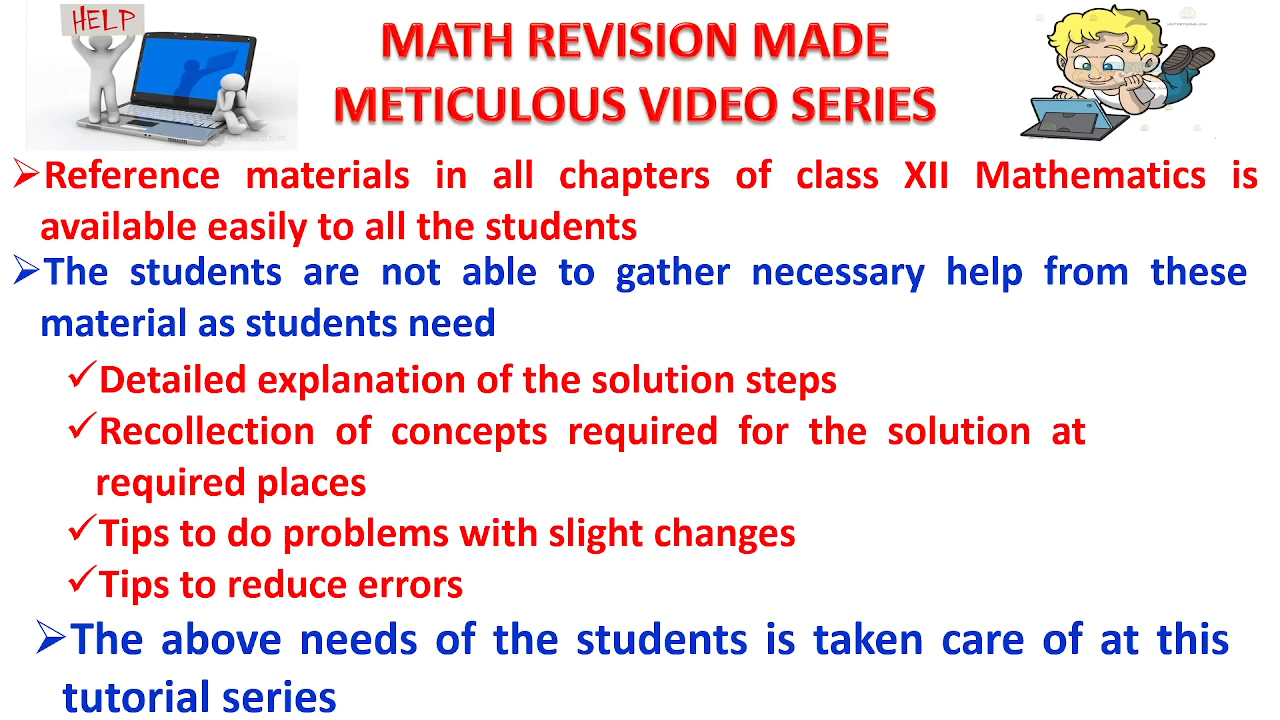 HELP
MATH REVISION MADE
METICULOUS VIDEO SERIES
Reference materials in all chapters of class XII Mathematics is
available easily to all the students
The students are not able to gather necessary help from these
material as students need
Detailed explanation of the solution steps
Recollection of concepts required for the solution at
required places
Tips to do problems with slight changes
Tips to reduce errors
The above needs of the students is taken care of at this
tutorial series